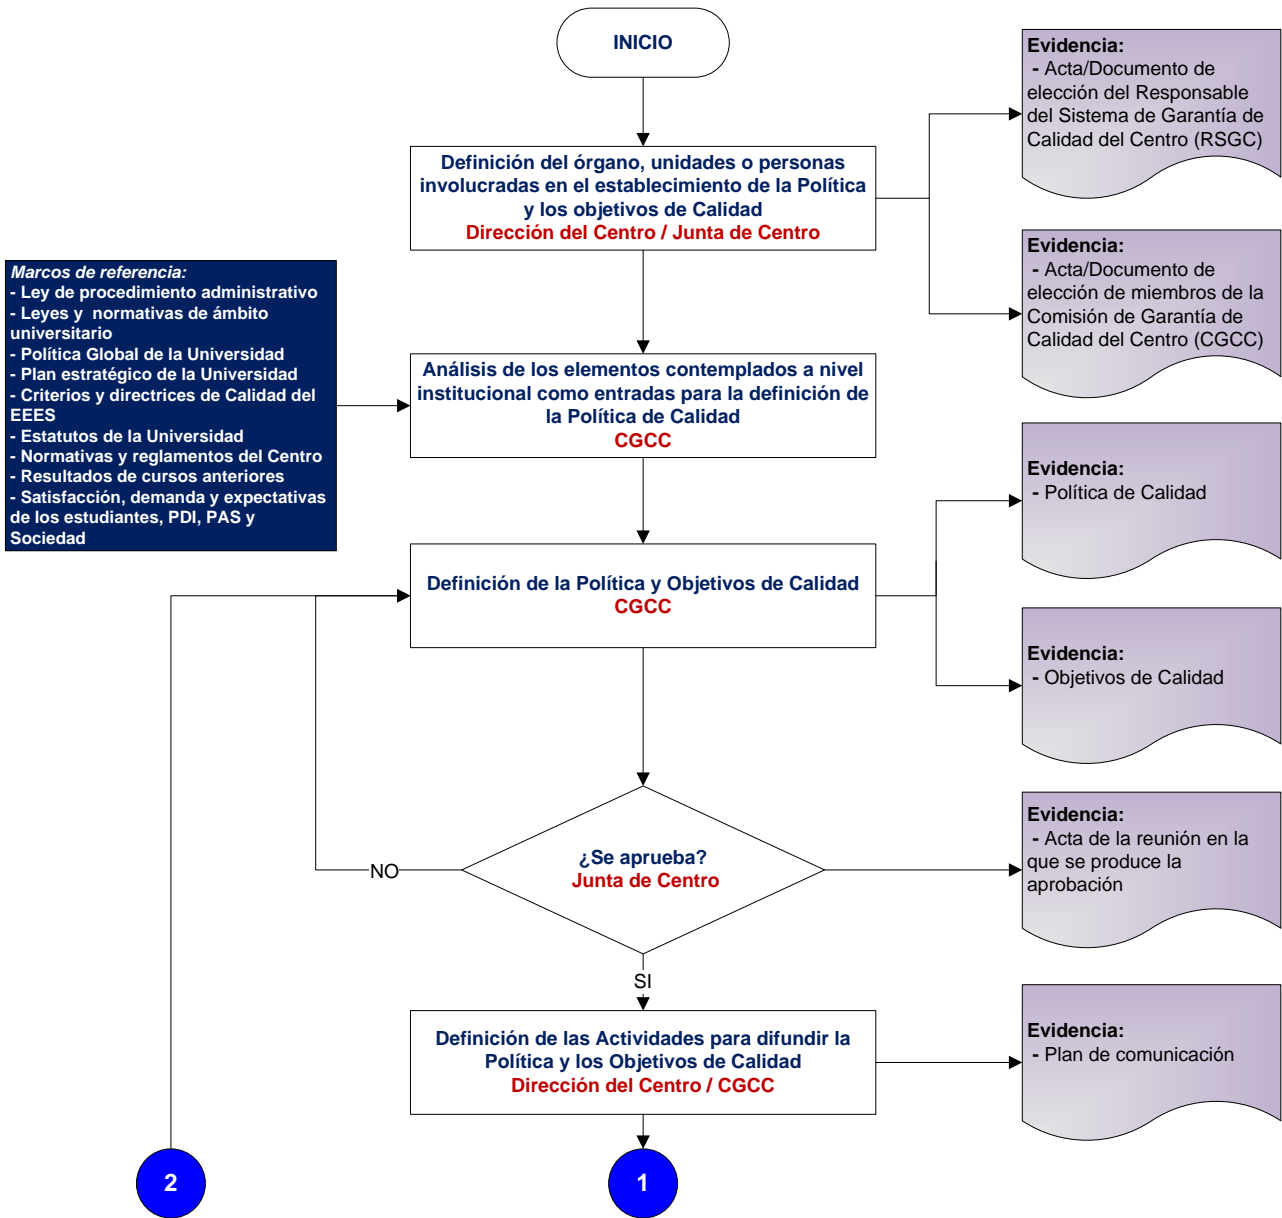 INICIO
Evidencia:
- Acta/Documento de
elección del Responsable
del Sistema de Garantía de
Calidad del Centro (RSGC)
Definición del órgano, unidades o personas
involucradas en el establecimiento de la Política
y los objetivos de Calidad
Dirección del Centro / Junta de Centro
Evidencia:
- Acta/Documento de
elección de miembros de la
Comisión de Garantía de
Calidad del Centro (CGCC)
Marcos de referencia:
- Ley de procedimiento administrativo
- Leyes y normativas de ámbito
universitario
- Política Global de la Universidad
- Plan estratégico de la Universidad
- Criterios y directrices de Calidad del
EEES
- Estatutos de la Universidad
- Normativas y reglamentos del Centro
- Resultados de cursos anteriores
- Satisfacción, demanda y expectativas
de los estudiantes, PDI, PAS y
Sociedad
Análisis de los elementos contemplados a nivel
institucional como entradas para la definición de
la Política de Calidad
CGCC
Evidencia:
- Política de Calidad
Definición de la Política y Objetivos de Calidad
CGCC
Evidencia:
- Objetivos de Calidad
¿Se aprueba?
Junta de Centro
NO
Evidencia:
- Acta de la reunión en la
que se produce la
aprobación
SI
Definición de las Actividades para difundir la
Política y los Objetivos de Calidad
Dirección del Centro / CGCC
Evidencia:
- Plan de comunicación
2
1